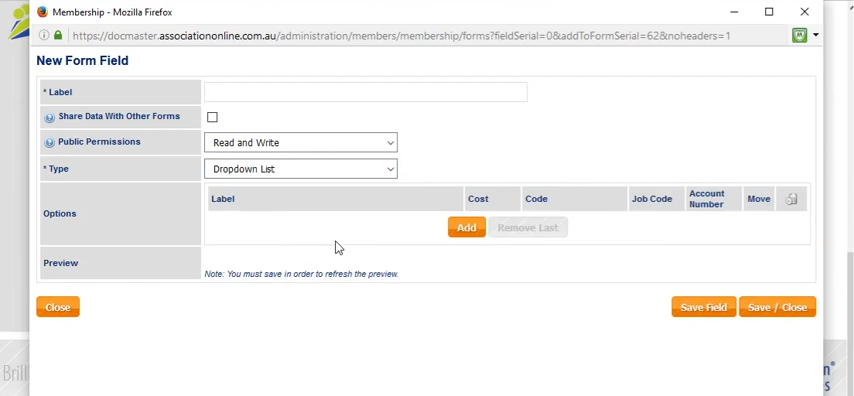 Membership - Mozilla Firefox
https://docmaster.associationonline.com.au/administration/members/membership/forms?fieldSerial=0&addToFormSerial=62&noheaders=1
New Form Field
* Label
Share Data With Other Forms
Public Permissions
Read and Write
* Type
Dropdown List
Options
Label Cost Code Job Code Account Number Move
Add Remove Last
Preview
Note: You must save in order to refresh the preview.
Close Save Field Save / Close
Brill